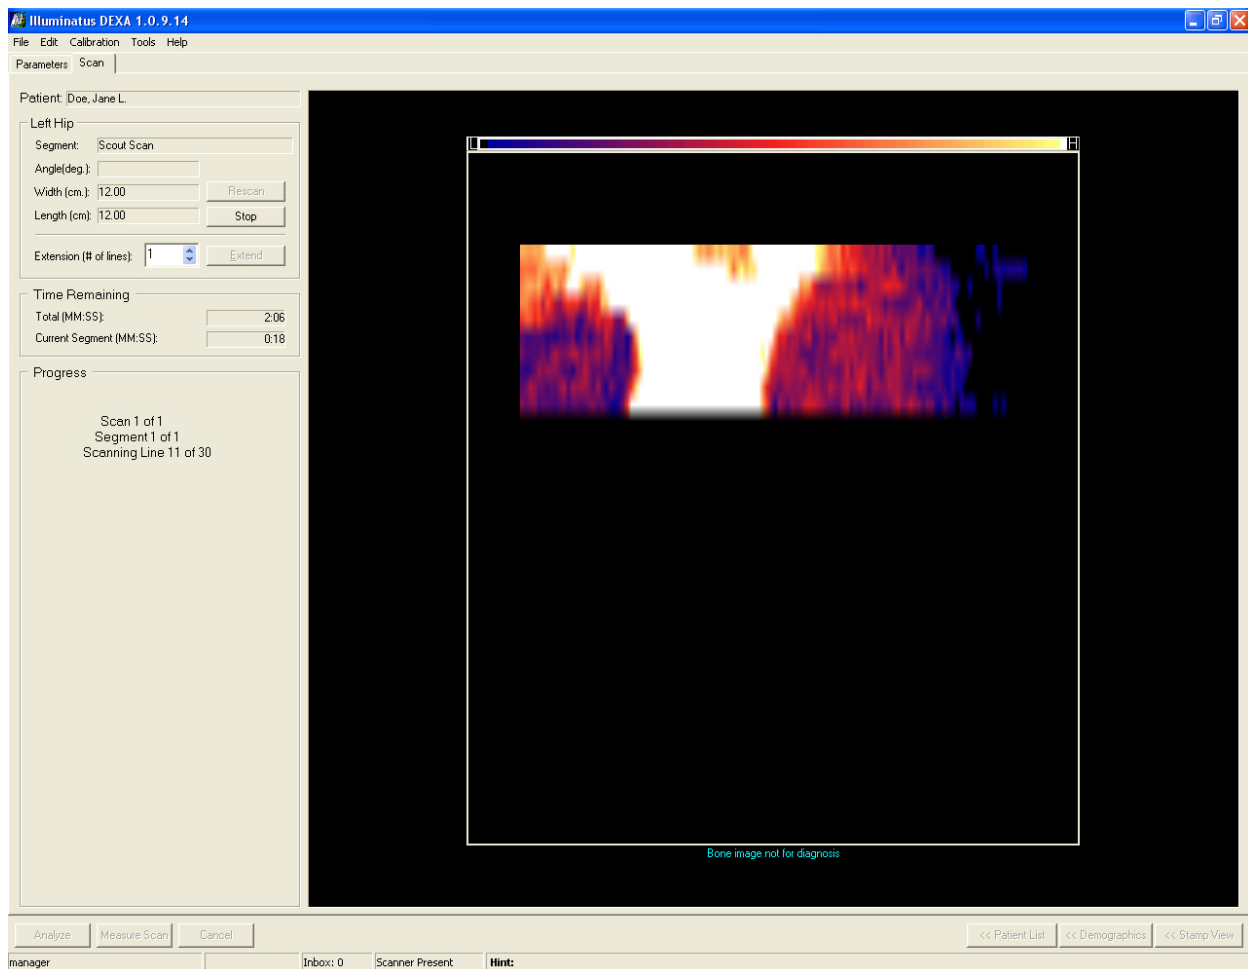 Illuminatus DEXA 1.0.9.14
File Edit Calibration Tools Help
Parameters Scan
Patient: Doe, Jane L.
Left Hip
Segment: Scout Scan
Angle(deg.):
Width (cm.): 12.00 Rescan
Length (cm): 12.00 Stop
Extension (# of lines): 1 Extend
Time Remaining
Total (MM:SS): 2:06
Current Segment (MM:SS): 0:18
Progress
Scan 1 of 1
Segment 1 of 1
Scanning Line 11 of 30
L H
Bone image not for diagnosis
Analyze Measure Scan Cancel << Patient List << Demographics << Stamp View
manager Inbox: 0 Scanner Present Hint: